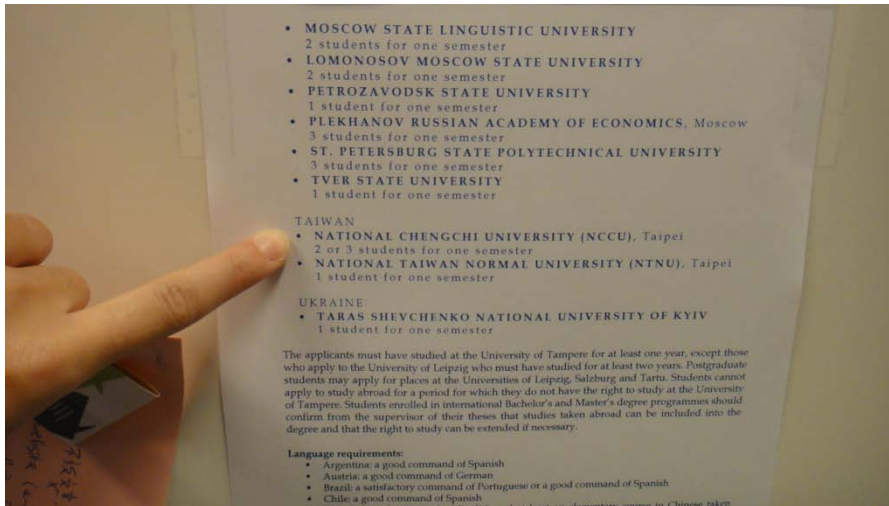 • MOSCOW STATE LINGUISTIC UNIVERSITY
2 students for one semester
• LOMONOSOV MOSCOW STATE UNIVERSITY
2 students for one semester
• PETROZAVODSK STATE UNIVERSITY
1 student for one semester
• PLEKHANOV RUSSIAN ACADEMY OF ECONOMICS, Moscow
3 students for one semester
• ST. PETERSBURG STATE POLYTECHNICAL UNIVERSITY
3 students for one semester
• TVER STATE UNIVERSITY
1 student for one semester
TAIWAN
• NATIONAL CHENGCHI UNIVERSITY (NCCU), Taipei
2 or 3 students for one semester
• NATIONAL TAIWAN NORMAL UNIVERSITY (NTNU), Taipei
1 student for one semester
UKRAINE
• TARAS SHEVCHENKO NATIONAL UNIVERSITY OF KYIV
1 student for one semester
The applicants must have studied at the University of Tampere for at least one year, except those
who apply to the University of Leipzig who must have studied for at least two years. Postgraduate
students may apply for places at the Universities of Leipzig, Salzburg and Tartu. Students cannot
apply to study abroad for a period for which they do not have the right to study at the University
of Tampere. Students enrolled in international Bachelor's and Master's degree programmes should
confirm from the supervisor of their theses that studies taken abroad can be included into the
degree and that the right to study can be extended if necessary.
Language requirements:
• Argentina: a good command of Spanish
• Austria: a good command of German
• Brazil: a satisfactory command of Portuguese or a good command of Spanish
• Chile: a good command of Spanish
elementary course in Chinese taken